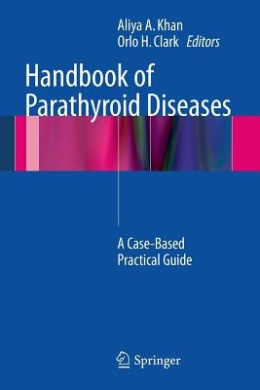 Aliya A. Khan
Orlo H. Clark Editors
Handbook of
Parathyroid Diseases
A Case-Based
Practical Guide
Springer